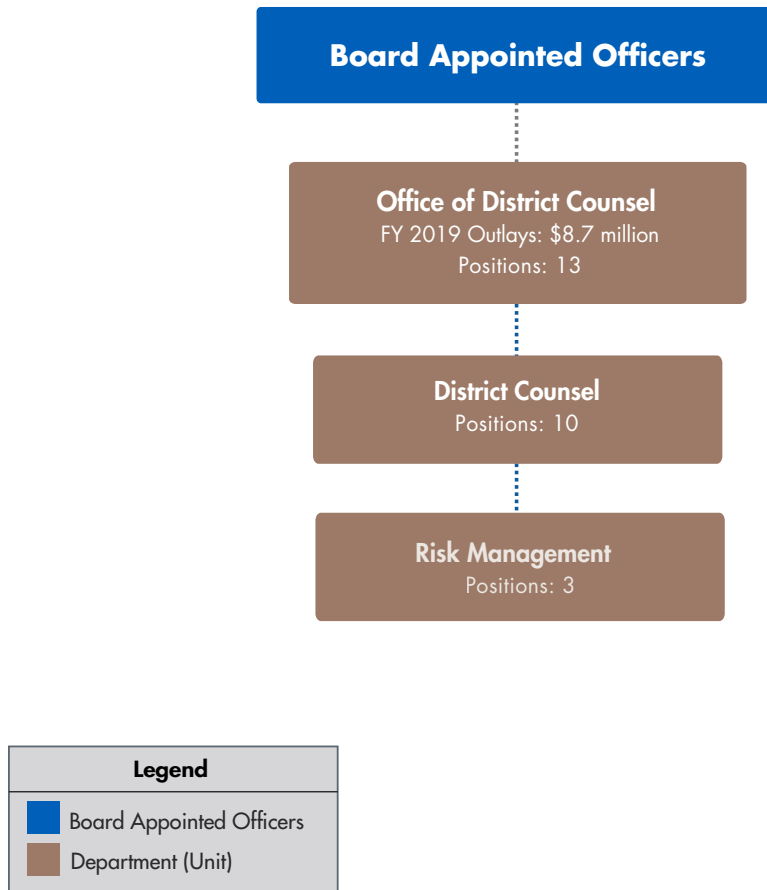 Board Appointed Officers
Office of District Counsel
FY 2019 Outlays: $8.7 million
Positions: 13
District Counsel
Positions: 10
Risk Management
Positions: 3
Legend
Board Appointed Officers
Department (Unit)